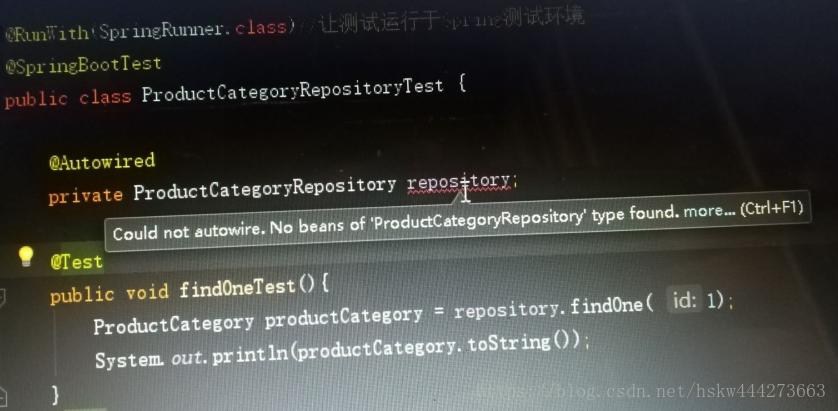 @RunWith(SpringRunner.class)//让测试运行于Spring测试环境
@SpringBootTest
public class ProductCategoryRepositoryTest {
@Autowired
private ProductCategoryRepository repository;
Could not autowire. No beans of 'ProductCategoryRepository' type found. more... (Ctrl+F1)
@Test
public void findOneTest(){
ProductCategory productCategory = repository.findOne( id: 1);
System.out.println(productCategory.toString());
}
https://blog.csdn.net/hskw444273663